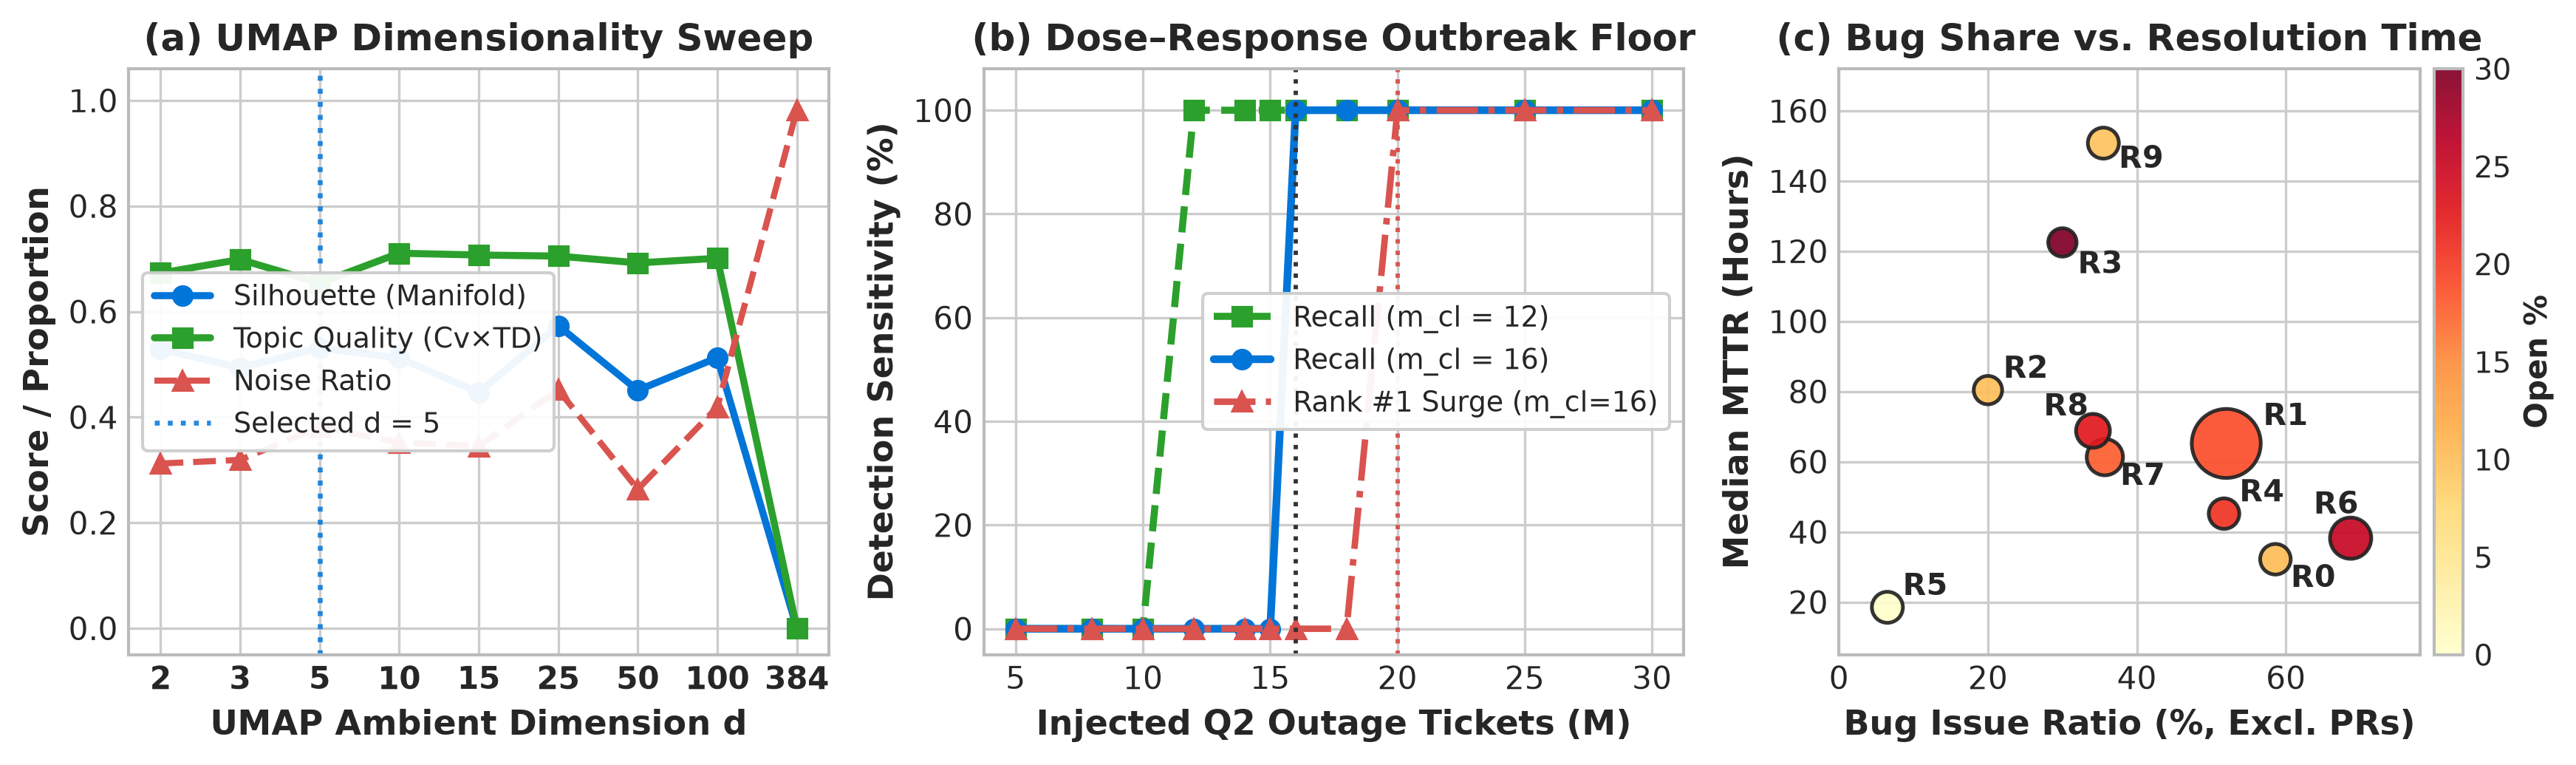 (a) UMAP Dimensionality Sweep
Score / Proportion
1.0
0.8
0.6
0.4
0.2
0.0
Silhouette (Manifold)
Topic Quality (Cv×TD)
Noise Ratio
Selected d = 5
2 3 5 10 15 25 50 100 384
UMAP Ambient Dimension d
(b) Dose–Response Outbreak Floor
Detection Sensitivity (%)
100
80
60
40
20
0
Recall (m_cl = 12)
Recall (m_cl = 16)
Rank #1 Surge (m_cl=16)
5 10 15 20 25 30
Injected Q2 Outage Tickets (M)
(c) Bug Share vs. Resolution Time
Median MTTR (Hours)
160
140
120
100
80
60
40
20
R9
R3
R2
R8
R1
R7
R4
R6
R0
R5
0 20 40 60
Bug Issue Ratio (%, Excl. PRs)
30
25
20
15
10
5
0
Open %